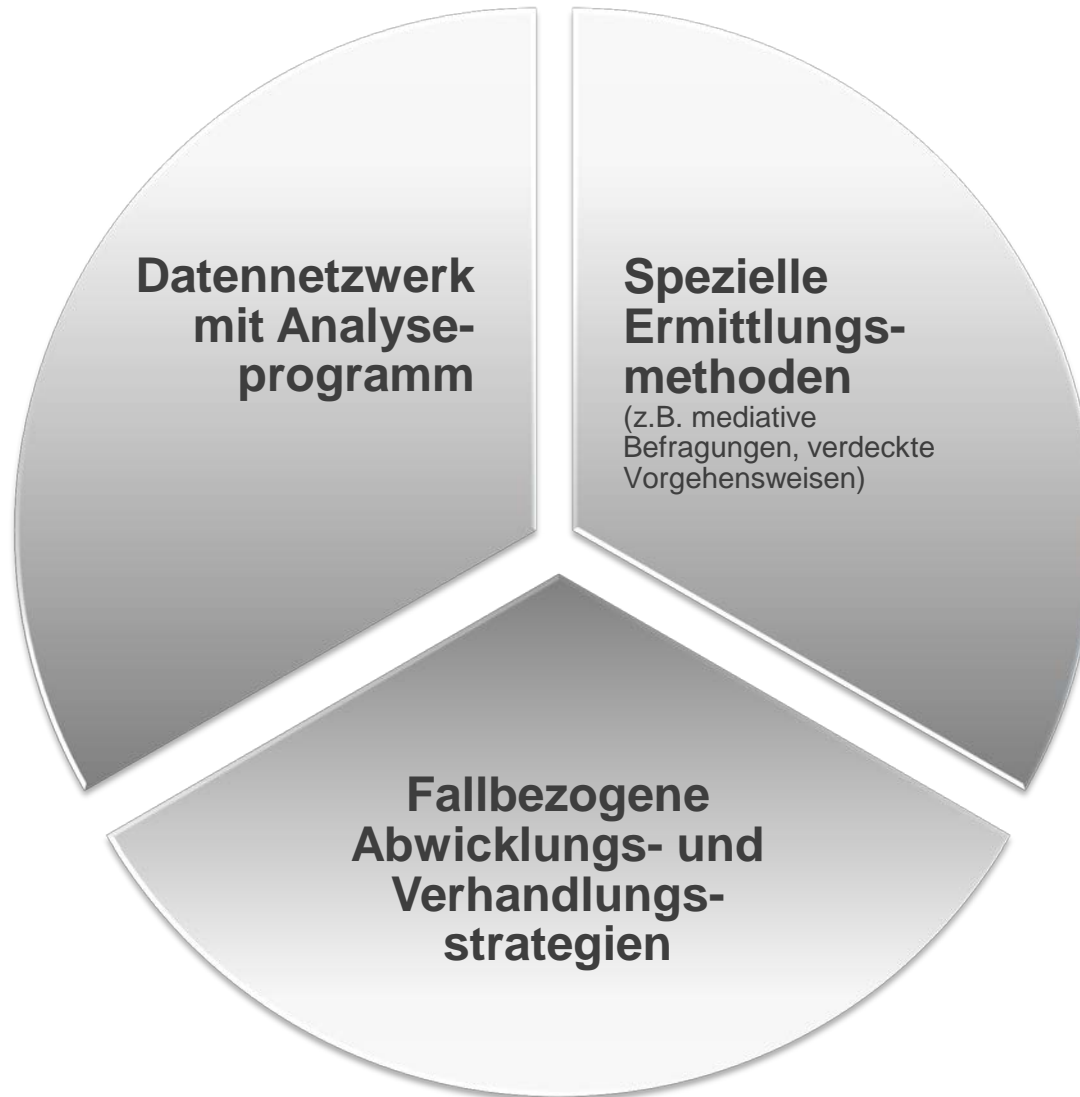 Datennetzwerk
mit Analyse-
programm
Spezielle
Ermittlungs-
methoden
(z.B. mediative
Befragungen, verdeckte
Vorgehensweisen)
Fallbezogene
Abwicklungs- und
Verhandlungs-
strategien